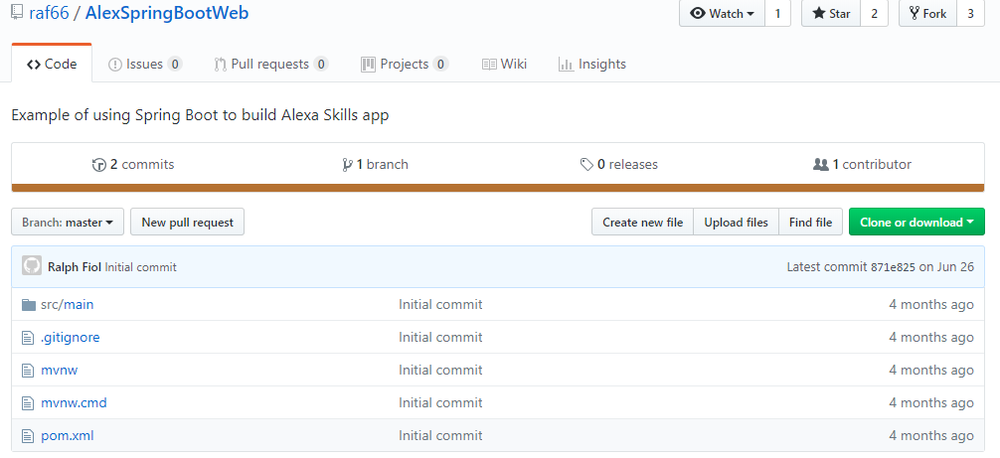 raf66 / AlexSpringBootWeb
Watch 1 Star 2 Fork 3
Code Issues 0 Pull requests 0 Projects 0 Wiki Insights
Example of using Spring Boot to build Alexa Skills app
2 commits 1 branch 0 releases 1 contributor
Branch: master New pull request Create new file Upload files Find file Clone or download
Ralph Fiol Initial commit Latest commit 871e825 on Jun 26
src/main Initial commit 4 months ago
.gitignore Initial commit 4 months ago
mvnw Initial commit 4 months ago
mvnw.cmd Initial commit 4 months ago
pom.xml Initial commit 4 months ago